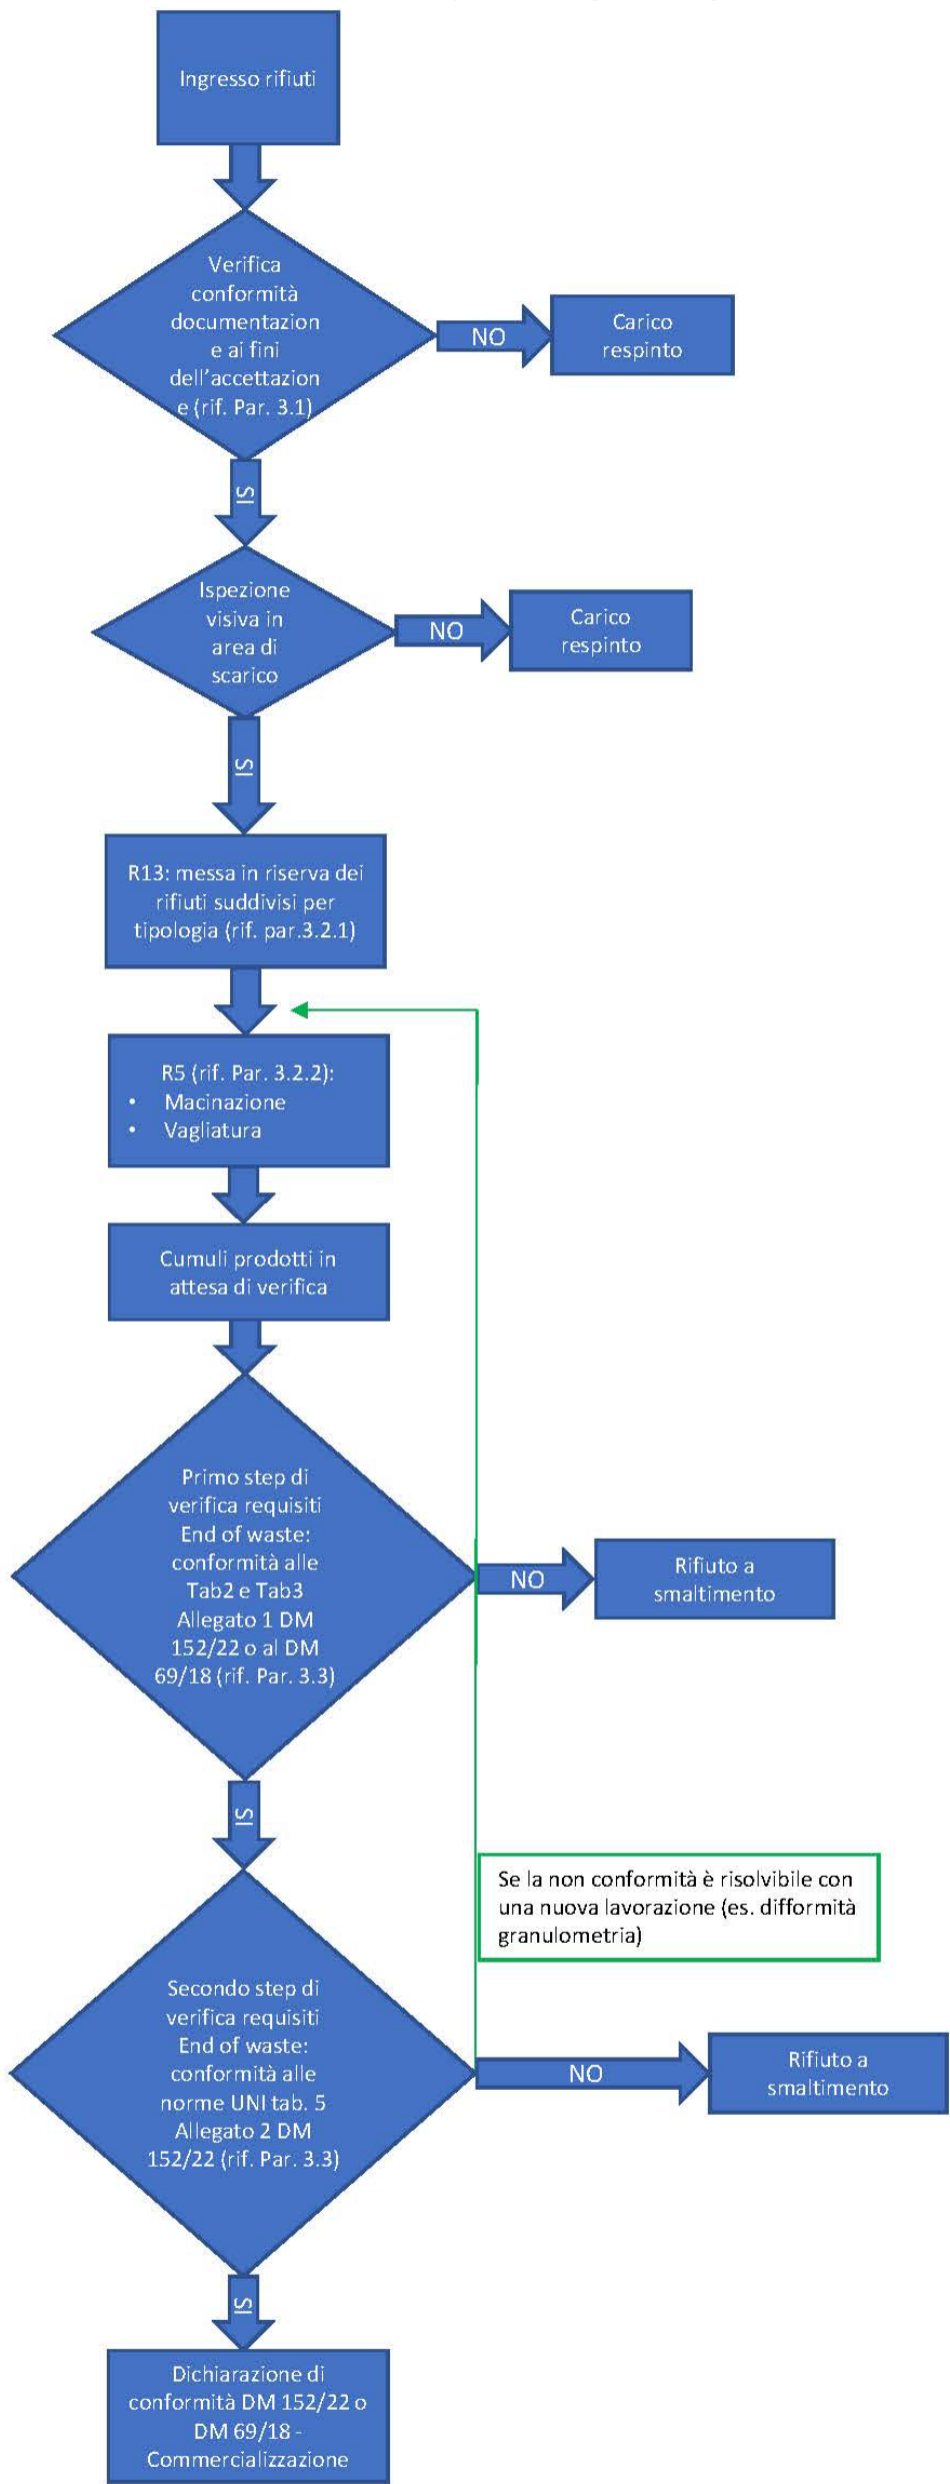 Ingresso rifiuti
Verifica
conformità
documentazion
e ai fini
dell'accettazion
e (rif. Par. 3.1)
NO
Carico
respinto
SI
Ispezione
visiva in
area di
scarico
NO
Carico
respinto
SI
R13: messa in riserva dei
rifiuti suddivisi per
tipologia (rif. par.3.2.1)
R5 (rif. Par. 3.2.2):
• Macinazione
• Vagliatura
Cumuli prodotti in
attesa di verifica
Primo step di
verifica requisiti
End of waste:
conformità alle
Tab2 e Tab3
Allegato 1 DM
152/22 o al DM
69/18 (rif. Par. 3.3)
NO
Rifiuto a
smaltimento
SI
Se la non conformità è risolvibile con
una nuova lavorazione (es. difformità
granulometria)
Secondo step di
verifica requisiti
End of waste:
conformità alle
norme UNI tab. 5
Allegato 2 DM
152/22 (rif. Par. 3.3)
NO
Rifiuto a
smaltimento
SI
Dichiarazione di
conformità DM 152/22 o
DM 69/18 -
Commercializzazione